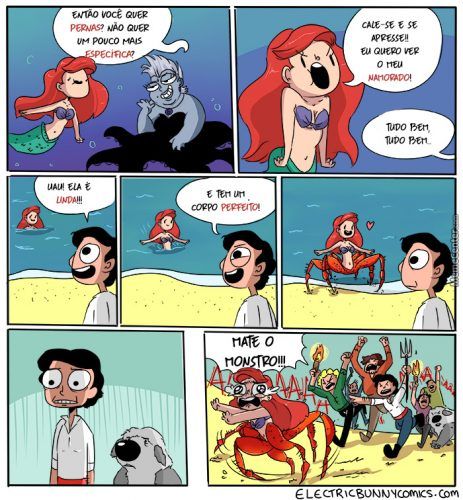 ENTÃO VOCÊ QUER
PERNAS? NÃO QUER
UM POUCO MAIS
ESPECÍFICA?
CALE-SE E SE
APRESSE!!
EU QUERO VER
O MEU
NAMORADO!
TUDO BEM,
TUDO BEM...
UAU! ELA É
LINDA!!!
E TEM UM
CORPO PERFEITO!
MATE O
MONSTRO!!!
AAAHAAAHA
ELECTRICBUNNYCOMICS.COM